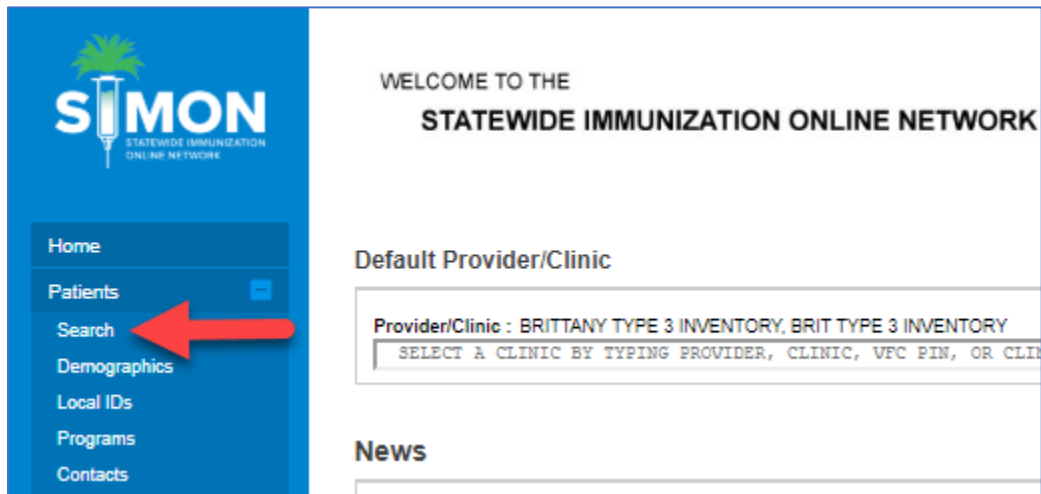 SIMON
STATEWIDE IMMUNIZATION
ONLINE NETWORK
Home
Patients
Search
Demographics
Local IDs
Programs
Contacts
WELCOME TO THE
STATEWIDE IMMUNIZATION ONLINE NETWORK
Default Provider/Clinic
Provider/Clinic : BRITTANY TYPE 3 INVENTORY, BRIT TYPE 3 INVENTORY
SELECT A CLINIC BY TYPING PROVIDER, CLINIC, VFC PIN, OR
News